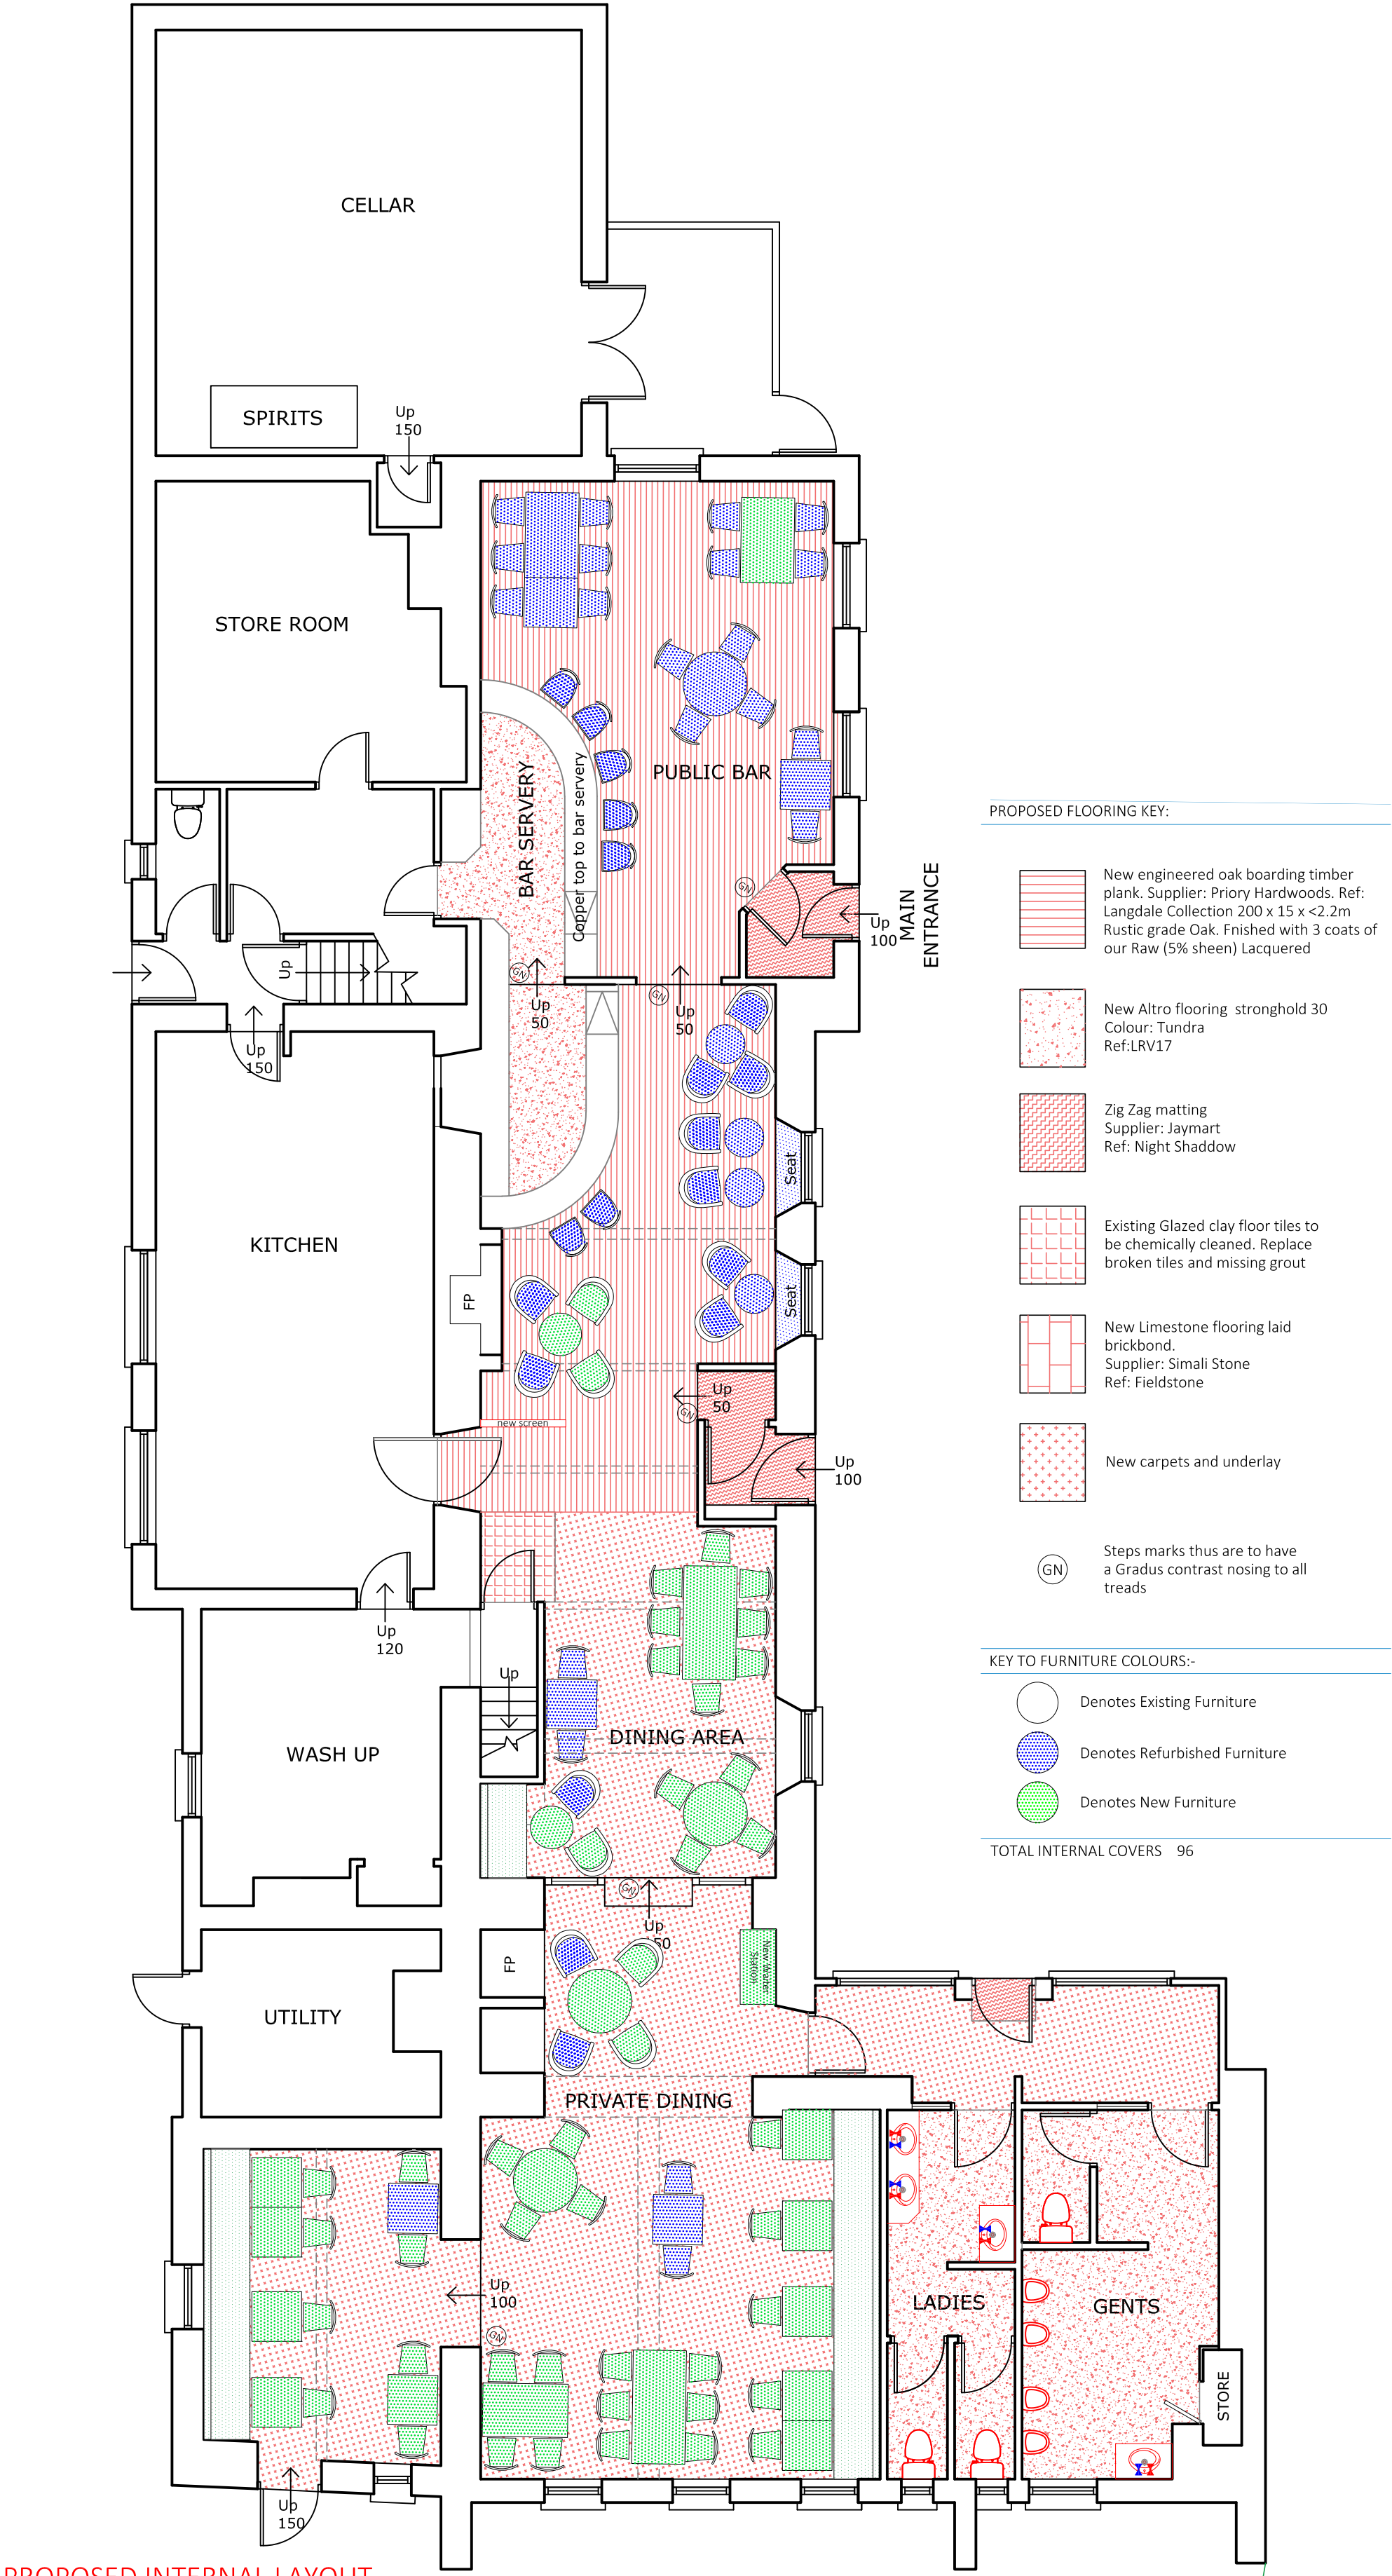 CELLAR
SPIRITS
Up
150
STORE ROOM
PUBLIC BAR
BAR SERVERY
Copper top to bar servery
GN
Up
100
MAIN
ENTRANCE
Up
GN
Up
50
GN
Up
50
Up
150
Seat
KITCHEN
FP
Seat
new screen
Up
50
GN
Up
100
Up
120
Up
DINING AREA
WASH UP
GN
Up
50
New Waiter
Station
FP
UTILITY
PRIVATE DINING
Up
100
GN
LADIES
GENTS
STORE
Up
150
PROPOSED INTERNAL LAYOUT
PROPOSED FLOORING KEY:
New engineered oak boarding timber
plank. Supplier: Priory Hardwoods. Ref:
Langdale Collection 200 x 15 x <2.2m
Rustic grade Oak. Fnished with 3 coats of
our Raw (5% sheen) Lacquered
New Altro flooring stronghold 30
Colour: Tundra
Ref:LRV17
Zig Zag matting
Supplier: Jaymart
Ref: Night Shaddow
Existing Glazed clay floor tiles to
be chemically cleaned. Replace
broken tiles and missing grout
New Limestone flooring laid
brickbond.
Supplier: Simali Stone
Ref: Fieldstone
New carpets and underlay
GN
Steps marks thus are to have
a Gradus contrast nosing to all
treads
KEY TO FURNITURE COLOURS:-
Denotes Existing Furniture
Denotes Refurbished Furniture
Denotes New Furniture
TOTAL INTERNAL COVERS 96